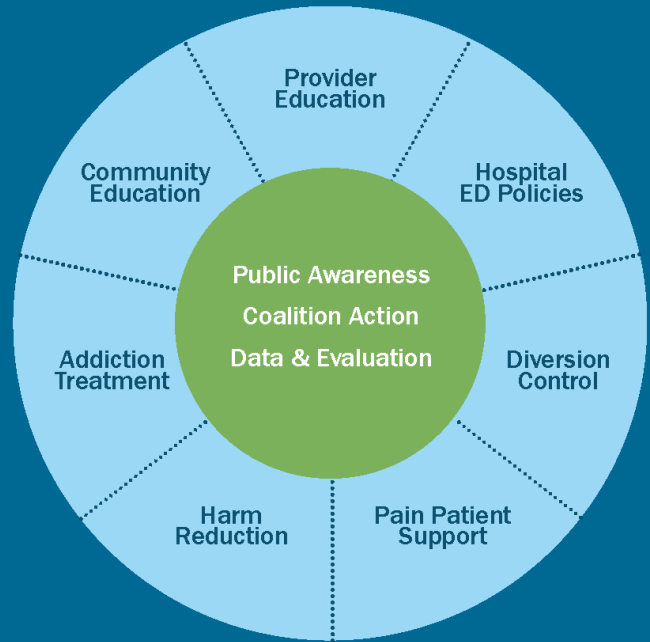 Provider
Education
Hospital
ED Policies
Diversion
Control
Pain Patient
Support
Harm
Reduction
Addiction
Treatment
Community
Education
Public Awareness
Coalition Action
Data & Evaluation